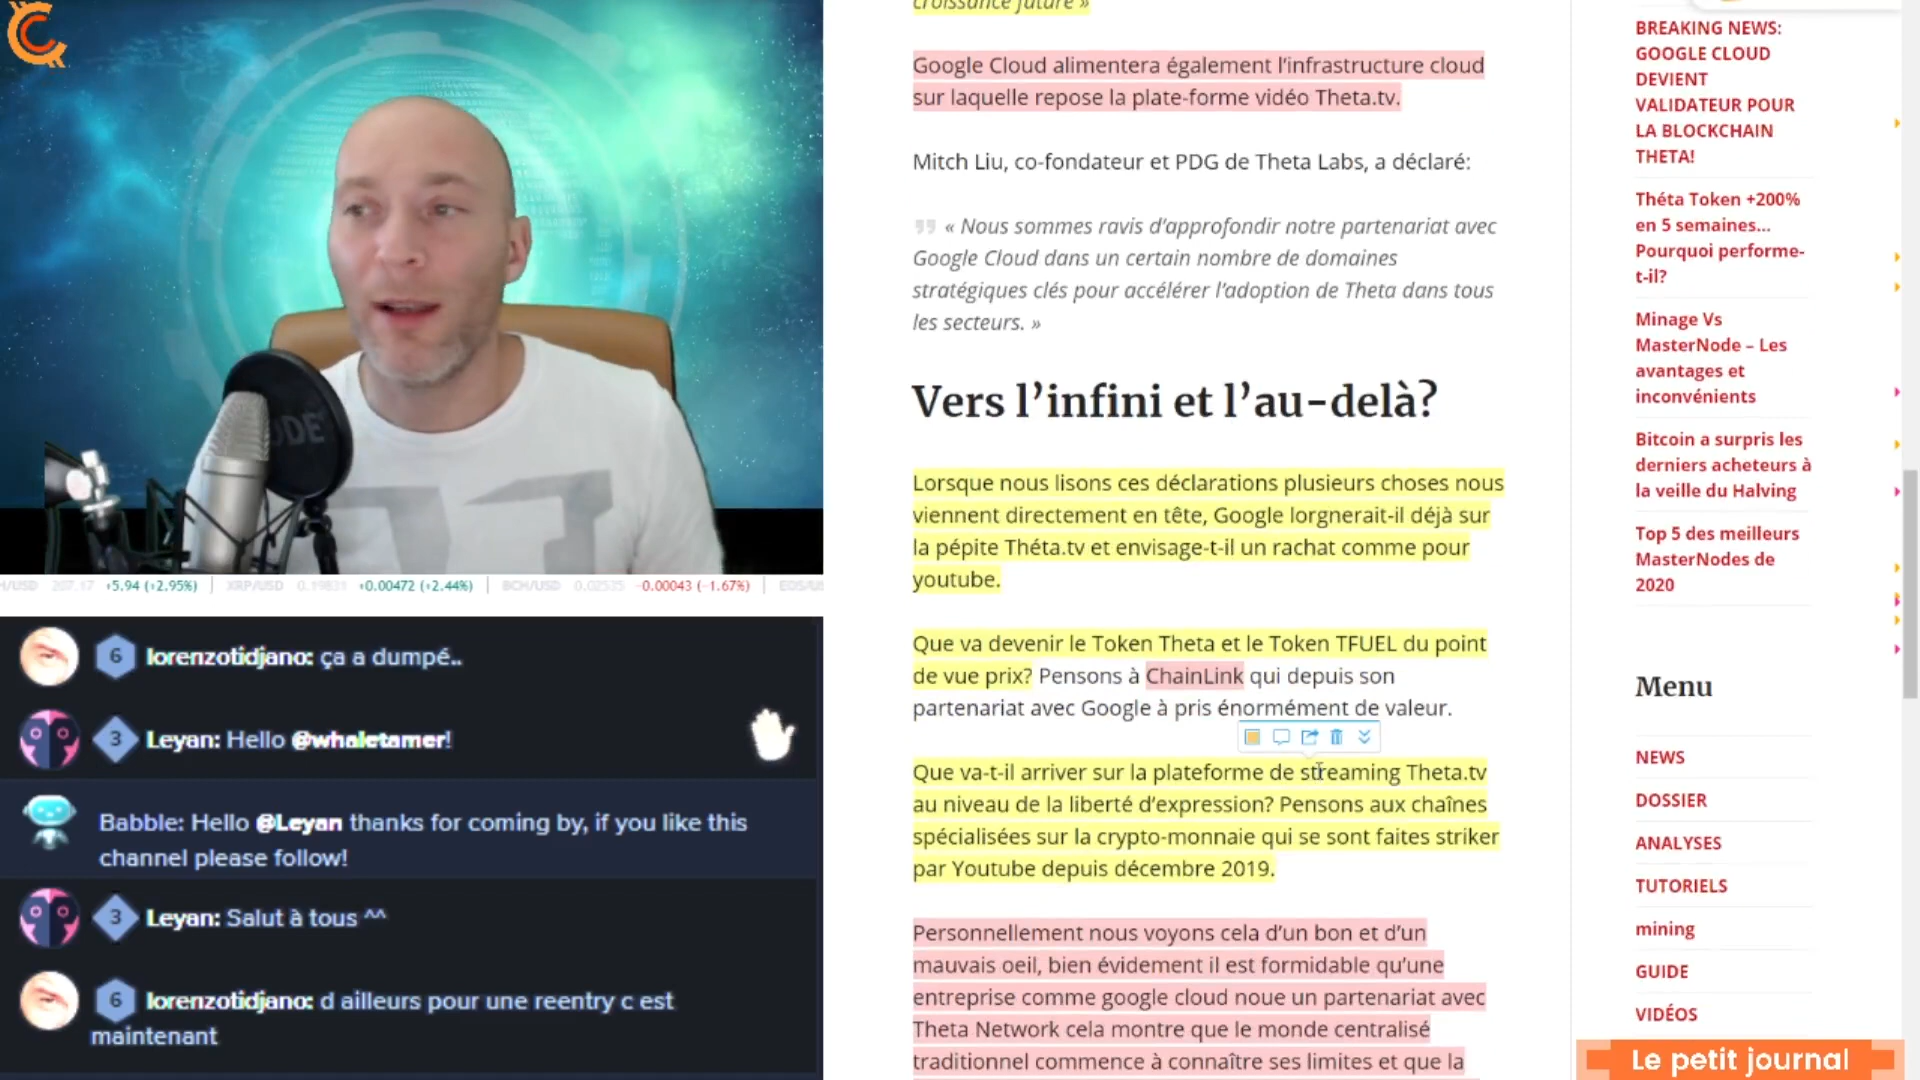 croissance future »
Google Cloud alimentera également l'infrastructure cloud
sur laquelle repose la plate-forme vidéo Theta.tv.
Mitch Liu, co-fondateur et PDG de Theta Labs, a déclaré:
« Nous sommes ravis d'approfondir notre partenariat avec
Google Cloud dans un certain nombre de domaines
stratégiques clés pour accélérer l'adoption de Theta dans tous
les secteurs. »
Vers l'infini et l'au-delà?
Lorsque nous lisons ces déclarations plusieurs choses nous
viennent directement en tête, Google lorgnerait-il déjà sur
la pépite Théta.tv et envisage-t-il un rachat comme pour
youtube.
Que va devenir le Token Theta et le Token TFUEL du point
de vue prix? Pensons à ChainLink qui depuis son
partenariat avec Google à pris énormément de valeur.
Que va-t-il arriver sur la plateforme de streaming Theta.tv
au niveau de la liberté d'expression? Pensons aux chaînes
spécialisées sur la crypto-monnaie qui se sont faites striker
par Youtube depuis décembre 2019.
Personnellement nous voyons cela d'un bon et d'un
mauvais oeil, bien évidement il est formidable qu'une
entreprise comme google cloud noue un partenariat avec
Theta Network cela montre que le monde centralisé
traditionnel commence à connaître ses limites et que la
BREAKING NEWS:
GOOGLE CLOUD
DEVIENT
VALIDATEUR POUR
LA BLOCKCHAIN
THETA!
Théta Token +200%
en 5 semaines...
Pourquoi performe-
t-il?
Minage Vs
MasterNode – Les
avantages et
inconvénients
Bitcoin a surpris les
derniers acheteurs à
la veille du Halving
Top 5 des meilleurs
MasterNodes de
2020
Menu
NEWS
DOSSIER
ANALYSES
TUTORIELS
mining
GUIDE
VIDÉOS
Le petit journal
H/USD 207.17 +5.94 (+2.95%) XRP/USD 0.19831 +0.00472 (+2.44%) BCH/USD 0.02535 -0.00043 (-1.67%)
6 lorenzotidjano: ça a dumpé..
3 Leyan: Hello @whaletamer!
Babble: Hello @Leyan thanks for coming by, if you like this
channel please follow!
3 Leyan: Salut à tous ^^
6 lorenzotidjano: d ailleurs pour une reentry c est
maintenant